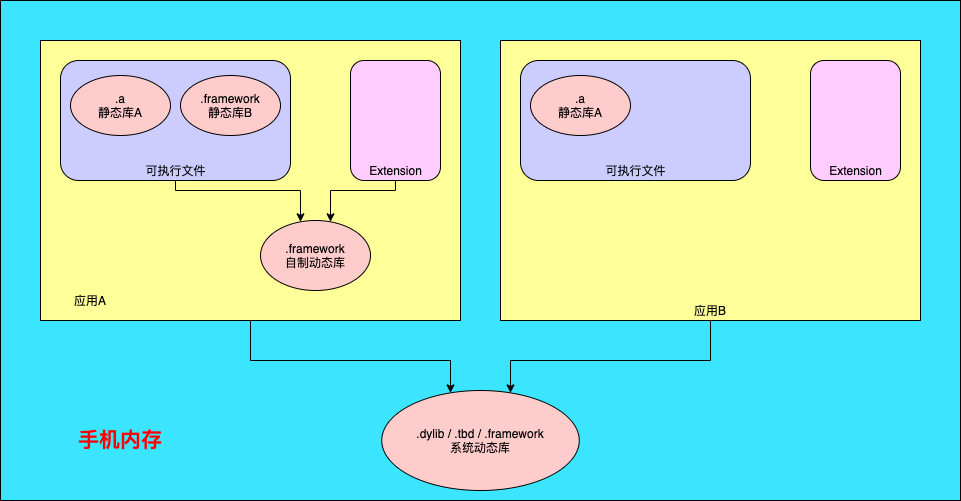 .a
静态库A
.framework
静态库B
可执行文件
Extension
.framework
自制动态库
应用A
.a
静态库A
可执行文件
Extension
应用B
手机内存
.dylib / .tbd / .framework
系统动态库